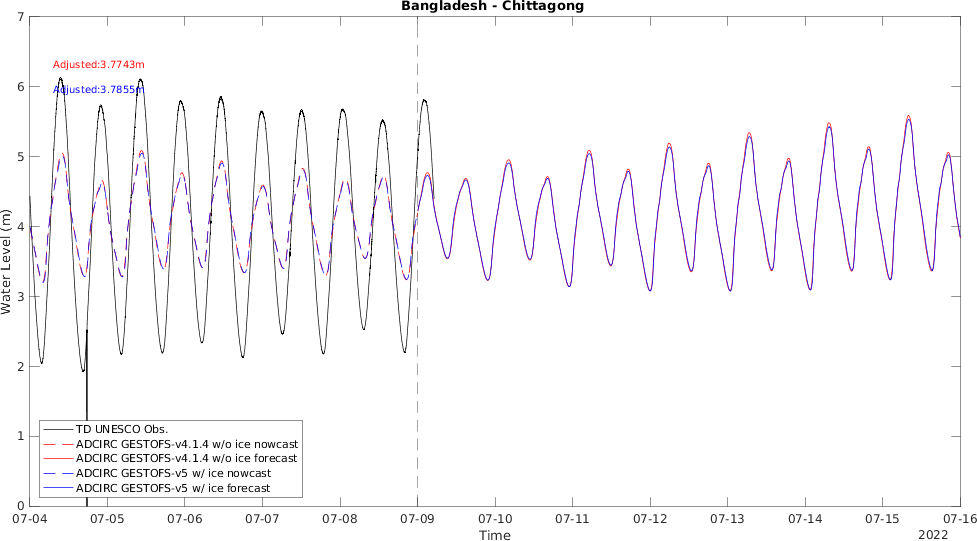 Bangladesh - Chittagong
7
6
5
4
3
2
1
0
Water Level (m)
Adjusted:3.7743m
Adjusted:3.7855m
TD UNESCO Obs.
ADCIRC GESTOFS-v4.1.4 w/o ice nowcast
ADCIRC GESTOFS-v4.1.4 w/o ice forecast
ADCIRC GESTOFS-v5 w/ ice nowcast
ADCIRC GESTOFS-v5 w/ ice forecast
07-04 07-05 07-06 07-07 07-08 07-09 07-10 07-11 07-12 07-13 07-14 07-15 07-16
Time
2022